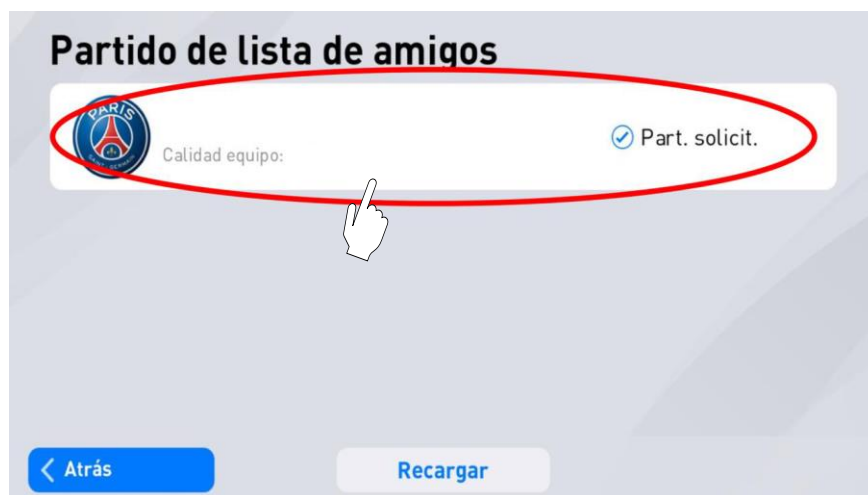 Partido de lista de amigos
PARIS
SAINT-GERMAIN
Calidad equipo:
Part. solicit.
Atrás
Recargar